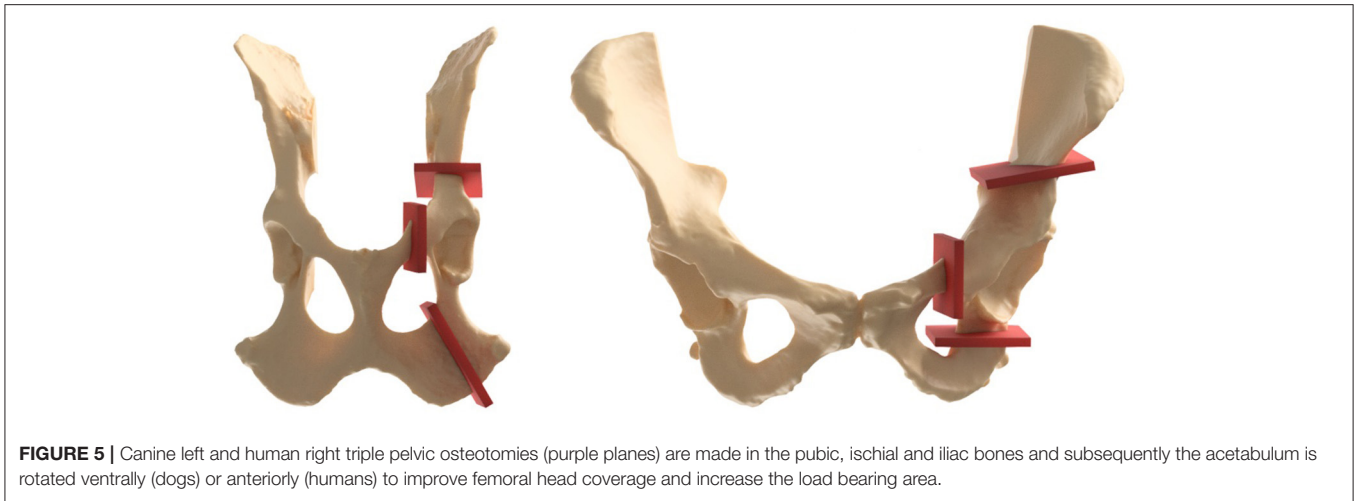 FIGURE 5 | Canine left and human right triple pelvic osteotomies (purple planes) are made in the pubic, ischial and iliac bones and subsequently the acetabulum is
rotated ventrally (dogs) or anteriorly (humans) to improve femoral head coverage and increase the load bearing area.